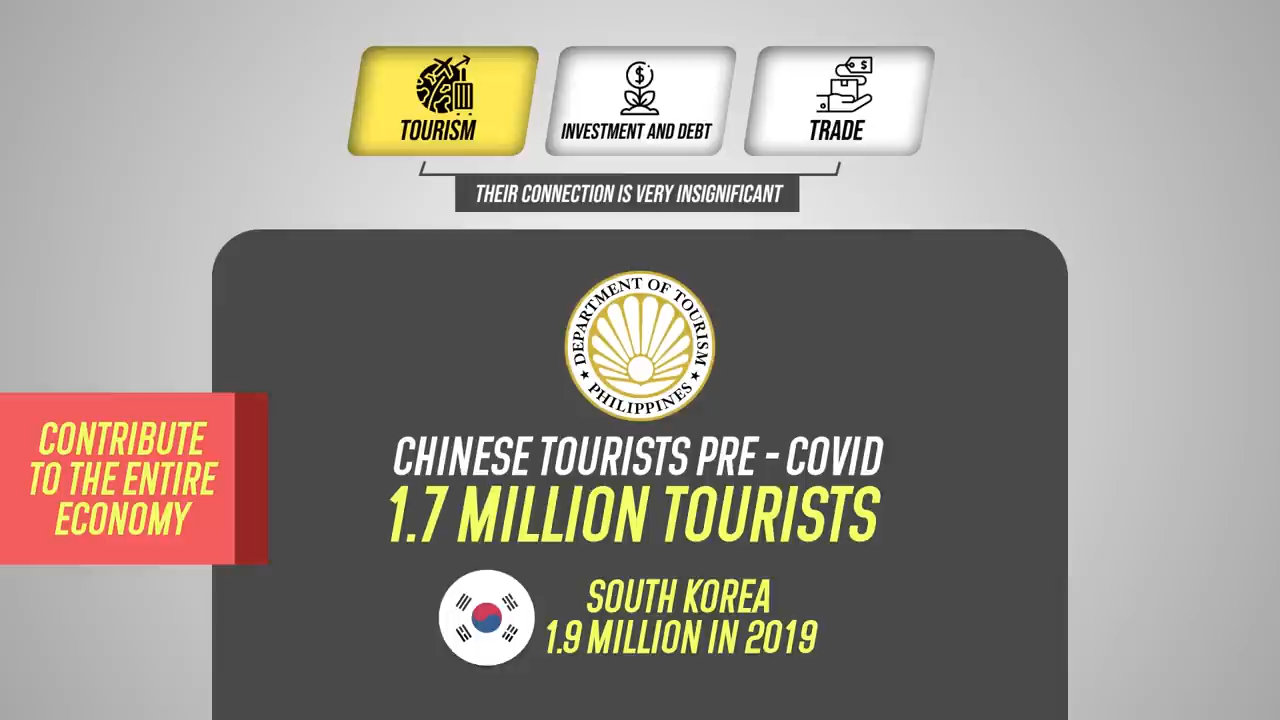 TOURISM
INVESTMENT AND DEBT
TRADE
THEIR CONNECTION IS VERY INSIGNIFICANT
DEPARTMENT OF TOURISM
PHILIPPINES
CONTRIBUTE
TO THE ENTIRE
ECONOMY
CHINESE TOURISTS PRE - COVID
1.7 MILLION TOURISTS
SOUTH KOREA
1.9 MILLION IN 2019